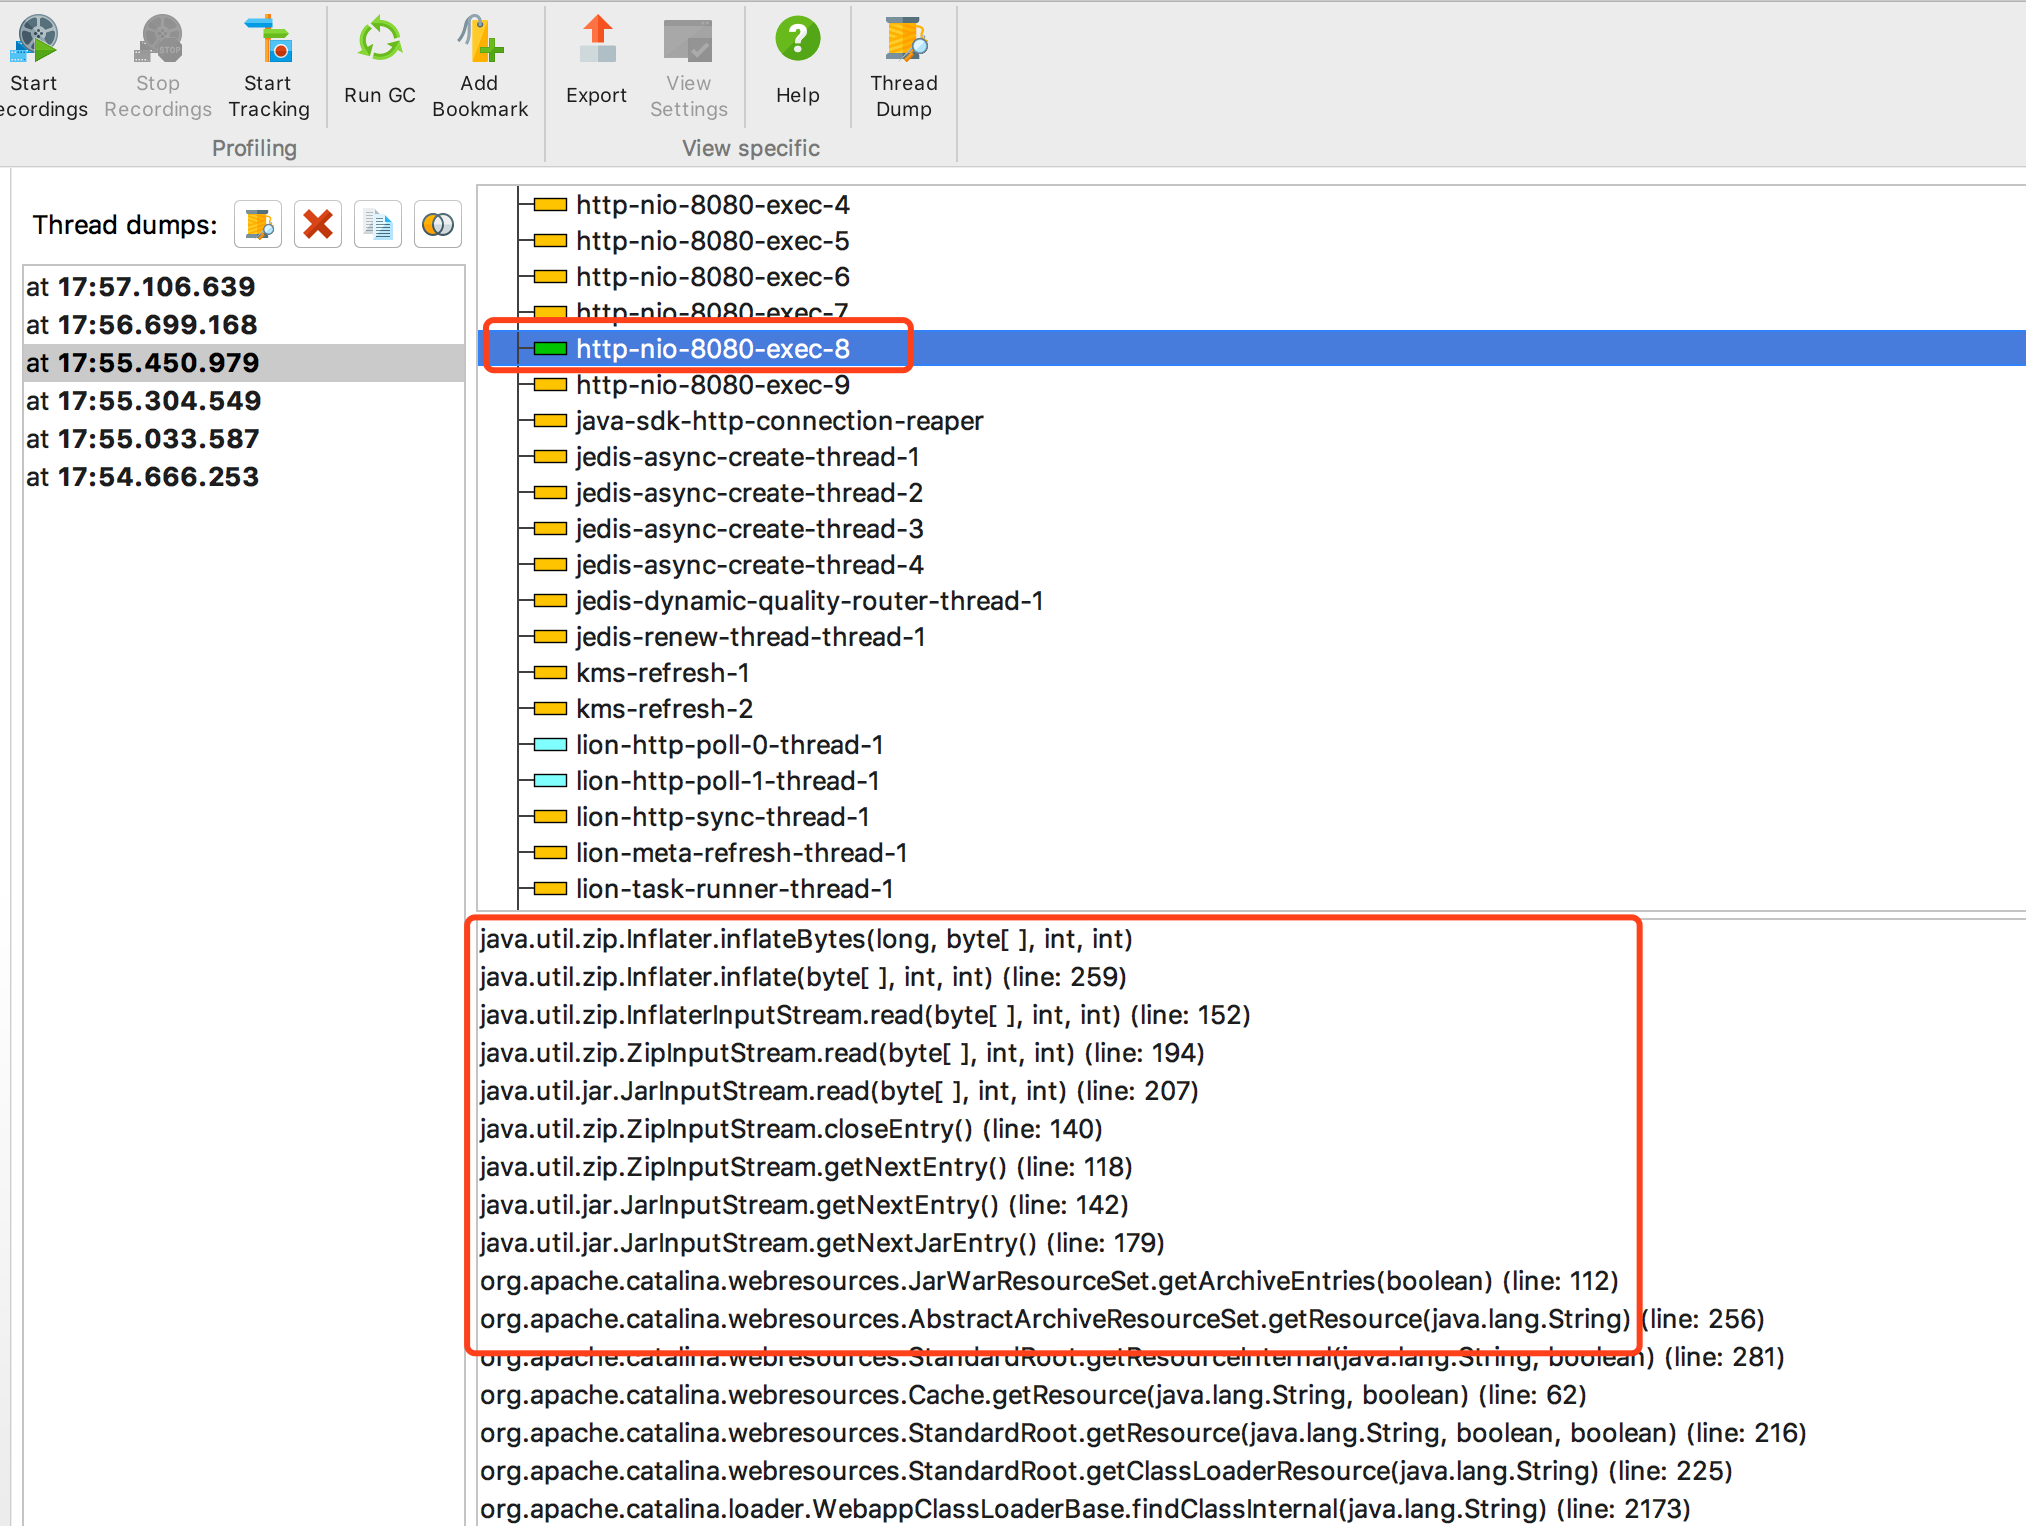 Start
ecordings
Stop
Recordings
Start
Tracking
Run GC
Add
Bookmark
Export
View
Settings
Help
Thread
Dump
Profiling
View specific
Thread dumps:
at 17:57.106.639
at 17:56.699.168
at 17:55.450.979
at 17:55.304.549
at 17:55.033.587
at 17:54.666.253
http-nio-8080-exec-4
http-nio-8080-exec-5
http-nio-8080-exec-6
http-nio-8080-exec-7
http-nio-8080-exec-8
http-nio-8080-exec-9
java-sdk-http-connection-reaper
jedis-async-create-thread-1
jedis-async-create-thread-2
jedis-async-create-thread-3
jedis-async-create-thread-4
jedis-dynamic-quality-router-thread-1
jedis-renew-thread-thread-1
kms-refresh-1
kms-refresh-2
lion-http-poll-0-thread-1
lion-http-poll-1-thread-1
lion-http-sync-thread-1
lion-meta-refresh-thread-1
lion-task-runner-thread-1
java.util.zip.Inflater.inflateBytes(long, byte[ ], int, int)
java.util.zip.Inflater.inflate(byte[ ], int, int) (line: 259)
java.util.zip.InflaterInputStream.read(byte[ ], int, int) (line: 152)
java.util.zip.ZipInputStream.read(byte[ ], int, int) (line: 194)
java.util.jar.JarInputStream.read(byte[ ], int, int) (line: 207)
java.util.zip.ZipInputStream.closeEntry() (line: 140)
java.util.zip.ZipInputStream.getNextEntry() (line: 118)
java.util.jar.JarInputStream.getNextEntry() (line: 142)
java.util.jar.JarInputStream.getNextJarEntry() (line: 179)
org.apache.catalina.webresources.JarWarResourceSet.getArchiveEntries(boolean) (line: 112)
org.apache.catalina.webresources.AbstractArchiveResourceSet.getResource(java.lang.String) (line: 256)
org.apache.catalina.webresources.StandardRoot.getResourceInternal(java.lang.String, boolean) (line: 281)
org.apache.catalina.webresources.Cache.getResource(java.lang.String, boolean) (line: 62)
org.apache.catalina.webresources.StandardRoot.getResource(java.lang.String, boolean, boolean) (line: 216)
org.apache.catalina.webresources.StandardRoot.getClassLoaderResource(java.lang.String) (line: 225)
org.apache.catalina.loader.WebappClassLoaderBase.findClassInternal(java.lang.String) (line: 2173)